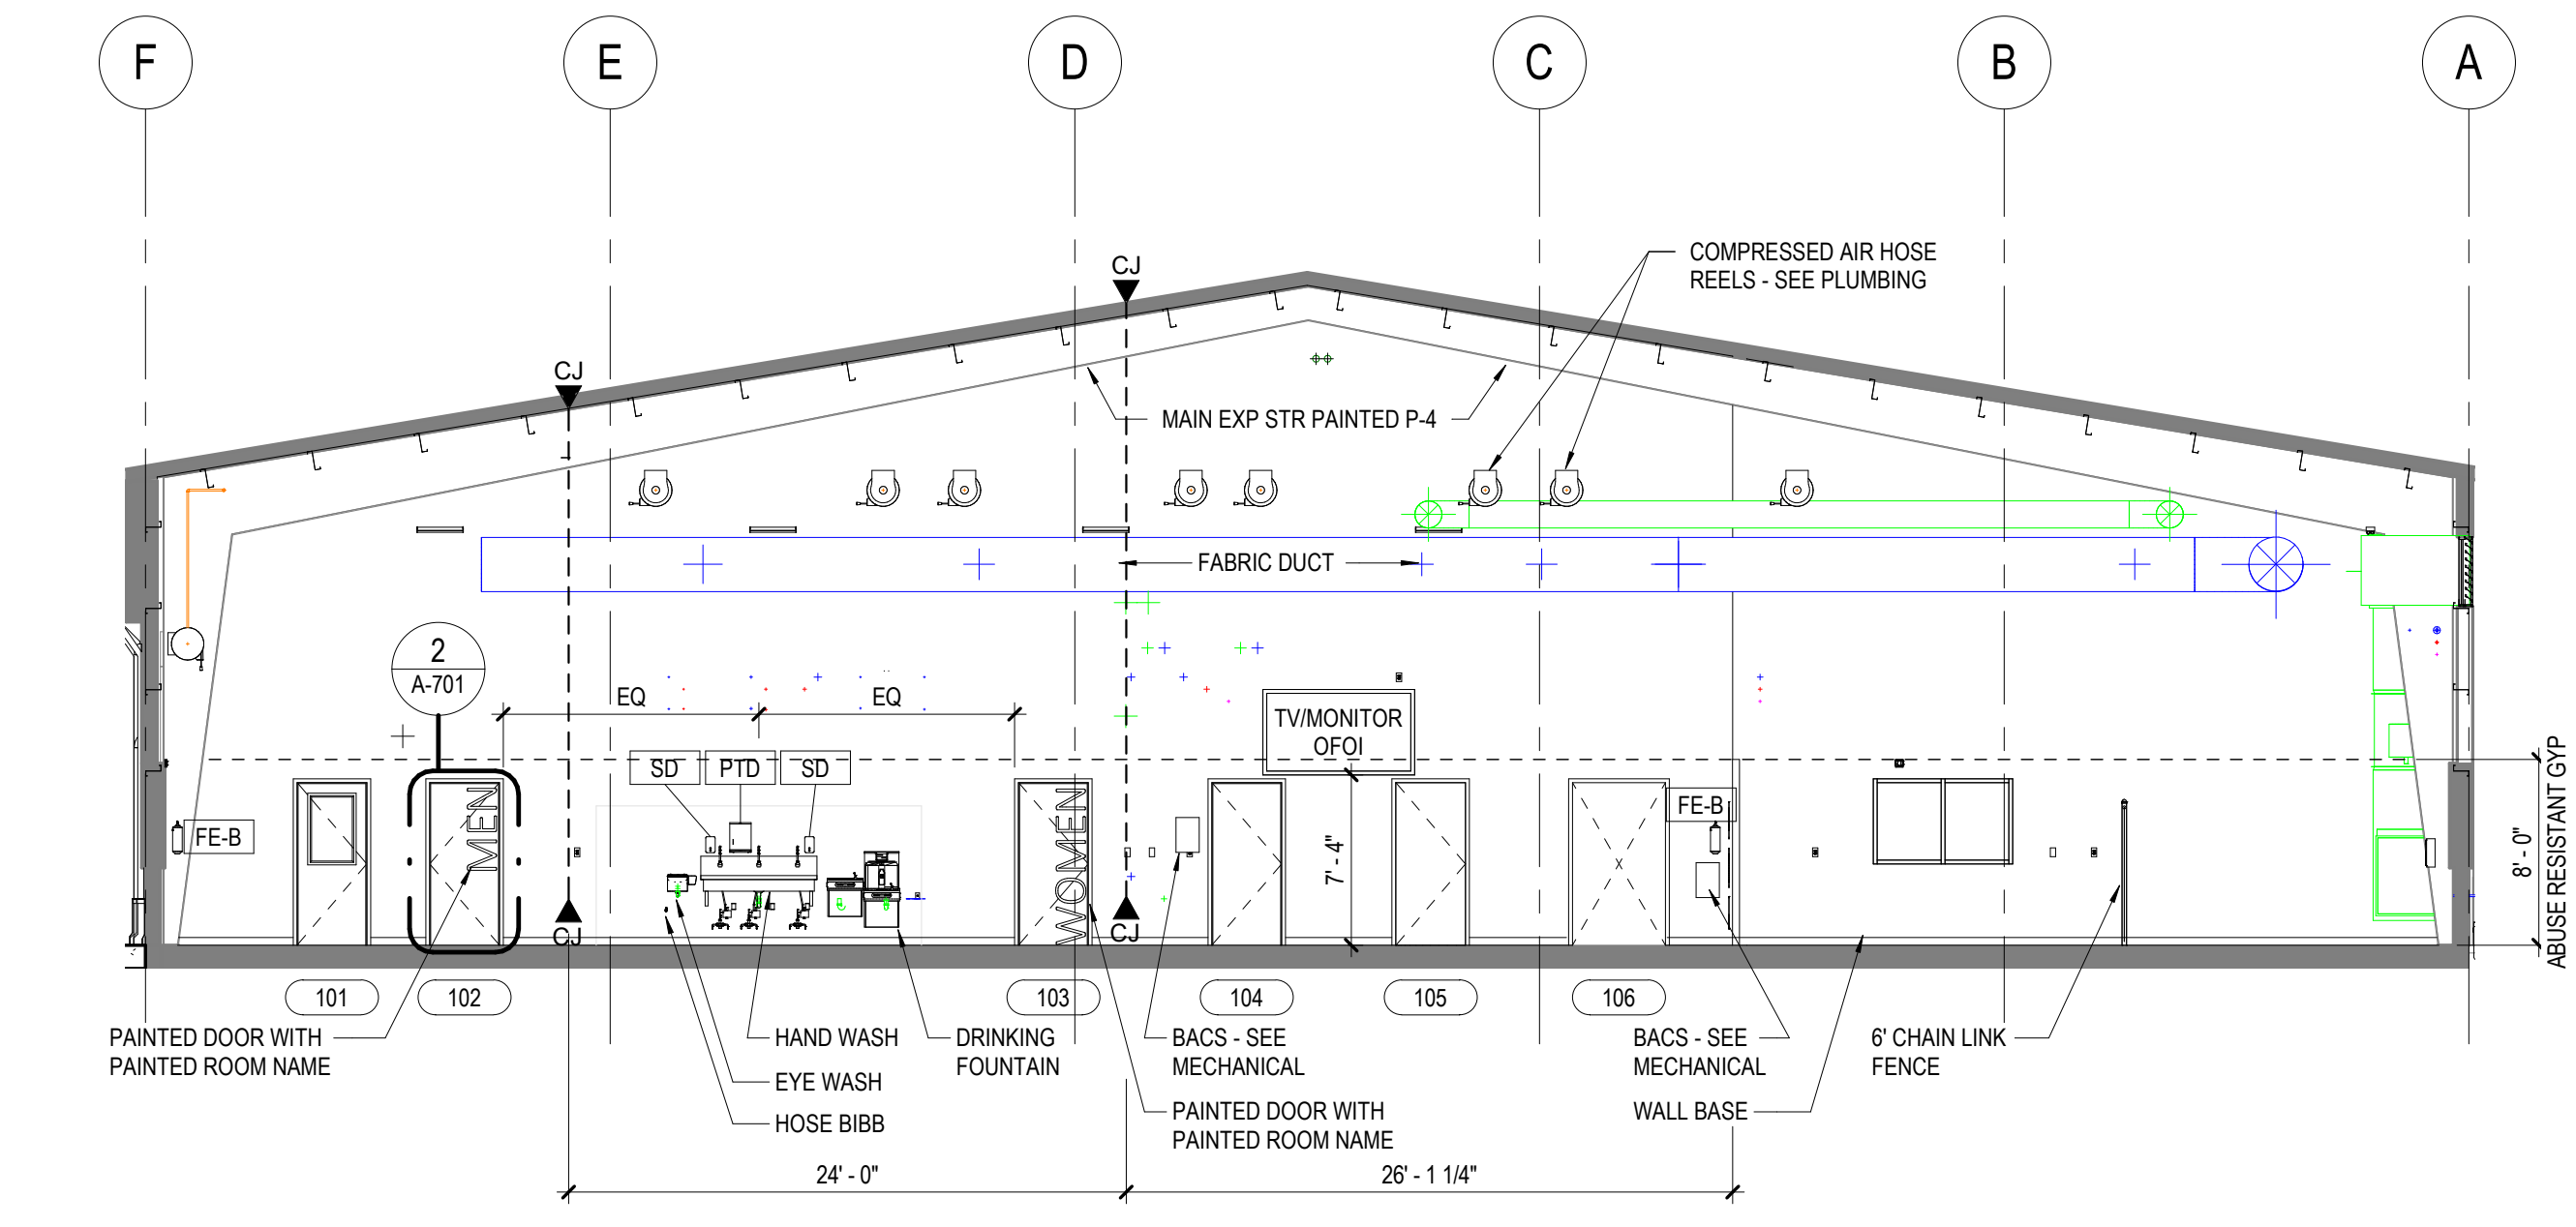 F
E
D
C
B
A
COMPRESSED AIR HOSE
REELS - SEE PLUMBING
CJ
CJ
MAIN EXP STR PAINTED P-4
FABRIC DUCT
2
A-701
EQ
EQ
TV/MONITOR
OFOI
SD
PTD
SD
MEN
WOMEN
FE-B
FE-B
7' - 4"
8' - 0"
ABUSE RESISTANT GYP
CJ
CJ
101
102
103
104
105
106
PAINTED DOOR WITH
PAINTED ROOM NAME
HAND WASH
EYE WASH
HOSE BIBB
DRINKING
FOUNTAIN
BACS - SEE
MECHANICAL
PAINTED DOOR WITH
PAINTED ROOM NAME
BACS - SEE
MECHANICAL
WALL BASE
6' CHAIN LINK
FENCE
24' - 0"
26' - 1 1/4"